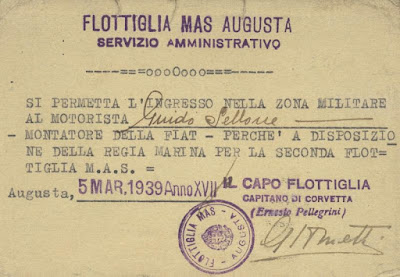 FLOTTIGLIA MAS AUGUSTA
SERVIZIO AMMINISTRATIVO
-----==oooOooo==-----
SI PERMETTA L'INGRESSO NELLA ZONA MILITARE
AL MOTORISTA Guido Sellone
- MONTATORE DELLA FIAT - PERCHE' A DISPOSIZIO
NE DELLA REGIA MARINA PER LA SECONDA FLOT=
TIGLIA M.A.S. =
Augusta, 5 MAR. 1939 Anno XVII IL CAPO FLOTTIGLIA
CAPITANO DI CORVETTA
(Ernesto Pellegrini)
FLOTTIGLIA MAS - AUGUSTA -